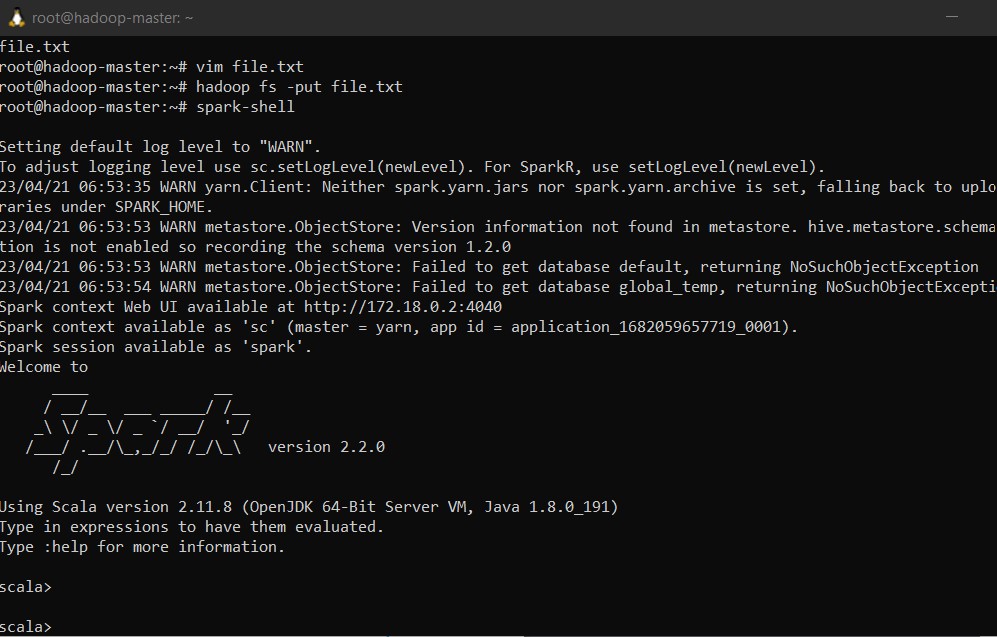 root@hadoop-master: ~
file.txt
root@hadoop-master:~# vim file.txt
root@hadoop-master:~# hadoop fs -put file.txt
root@hadoop-master:~# spark-shell
Setting default log level to "WARN".
To adjust logging level use sc.setLogLevel(newLevel). For SparkR, use setLogLevel(newLevel).
23/04/21 06:53:35 WARN yarn.Client: Neither spark.yarn.jars nor spark.yarn.archive is set, falling back to uplo
raries under SPARK_HOME.
23/04/21 06:53:53 WARN metastore.ObjectStore: Version information not found in metastore. hive.metastore.schema
tion is not enabled so recording the schema version 1.2.0
23/04/21 06:53:53 WARN metastore.ObjectStore: Failed to get database default, returning NoSuchObjectException
23/04/21 06:53:54 WARN metastore.ObjectStore: Failed to get database global_temp, returning NoSuchObjectExcepti
Spark context Web UI available at http://172.18.0.2:4040
Spark context available as 'sc' (master = yarn, app id = application_1682059657719_0001).
Spark session available as 'spark'.
Welcome to
      ____              __
     / __/__  ___ _____/ /__
    _\ \/ _ \/ _ `/ __/  '_/
   /___/ .__/\_,_/_/ /_/\_\   version 2.2.0
      /_/
Using Scala version 2.11.8 (OpenJDK 64-Bit Server VM, Java 1.8.0_191)
Type in expressions to have them evaluated.
Type :help for more information.
scala>
scala>